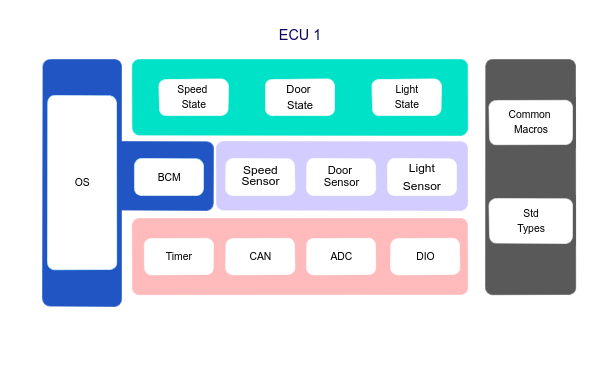 ECU 1
Speed
State
Door
State
Light
State
OS
BCM
Speed
Sensor
Door
Sensor
Light
Sensor
Timer
CAN
ADC
DIO
Common
Macros
Std
Types